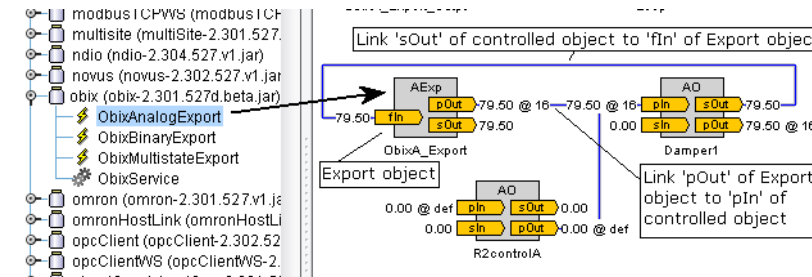 modbusTCPWS (modbusTCP
multisite (multiSite-2.301.527.
ndio (ndio-2.304.527.v1.jar)
novus (novus-2.302.527.v1.jar
obix (obix-2.301.527d.beta.jar)
ObixAnalogExport
ObixBinaryExport
ObixMultistateExport
ObixService
omron (omron-2.301.527.v1.ja
omronHostLink (omronHostLi
opcClient (opcClient-2.302.52
opcClientWS (opcClientWS-2.
Link 'sOut' of controlled object to 'fIn' of Export objec
AExp
pOut 79.50 @ 16
79.50 fIn
sOut 79.50
ObixA_Export
Export object
AO
79.50 @ 16 pIn sOut 79.50
0.00 sIn pOut 79.50 @ 16
Damper1
Link 'pOut' of Export
object to 'pIn' of
controlled object
AO
0.00 @ def pIn sOut 0.00
0.00 sIn pOut 0.00 @ def
R2controlA